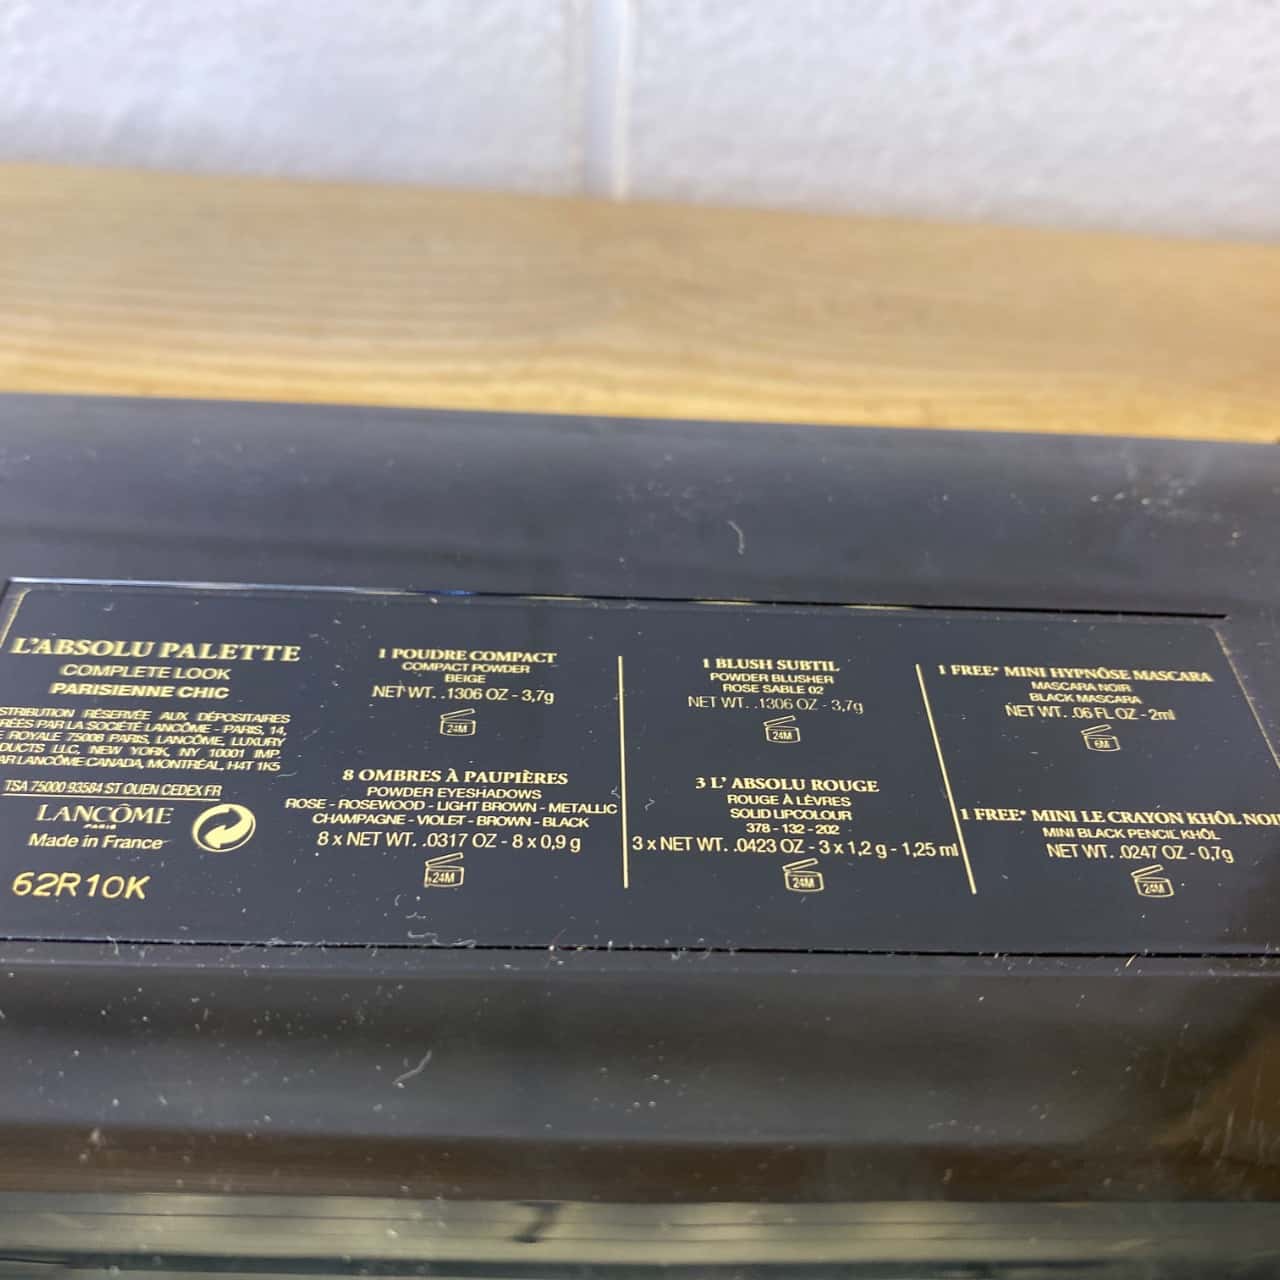 L'ABSOLU PALETTE
COMPLETE LOOK
PARISIENNE CHIC
RÉSERVÉE AUX DÉPOSITAIRES
PAR LA SOCIÉTÉ LANCÔME - PARIS, 14,
ROYALE 75008 PARIS, LANCÔME, LUXURY
LLC, NEW YORK, NY 10001 IMP.
LANCÔME CANADA, MONTRÉAL, H4T 1K5
TSA 75000 93584 ST OUEN CEDEX FR
LANCÔME
PARIS
Made in France
62R10K
1 POUDRE COMPACT
COMPACT POWDER
BEIGE
NET WT. .1306 OZ - 3,7g
24M
8 OMBRES À PAUPIÈRES
POWDER EYESHADOWS
ROSE - ROSEWOOD - LIGHT BROWN - METALLIC
CHAMPAGNE - VIOLET - BROWN - BLACK
8 x NET WT. .0317 OZ - 8 x 0,9 g
24M
1 BLUSH SUBTIL
POWDER BLUSHER
ROSE SABLE 02
NET WT. .1306 OZ - 3,7g
24M
3 L' ABSOLU ROUGE
ROUGE À LÈVRES
SOLID LIPCOLOUR
378 - 132 - 202
3 x NET WT. .0423 OZ - 3 x 1,2 g - 1,25 ml
24M
1 FREE* MINI HYPNÔSE MASCARA
MASCARA NOIR
BLACK MASCARA
NET WT. .06 FL OZ - 2ml
6M
1 FREE* MINI LE CRAYON KHÔL NOI
MINI BLACK PENCIL KHÔL
NET WT. .0247 OZ - 0,7g
24M